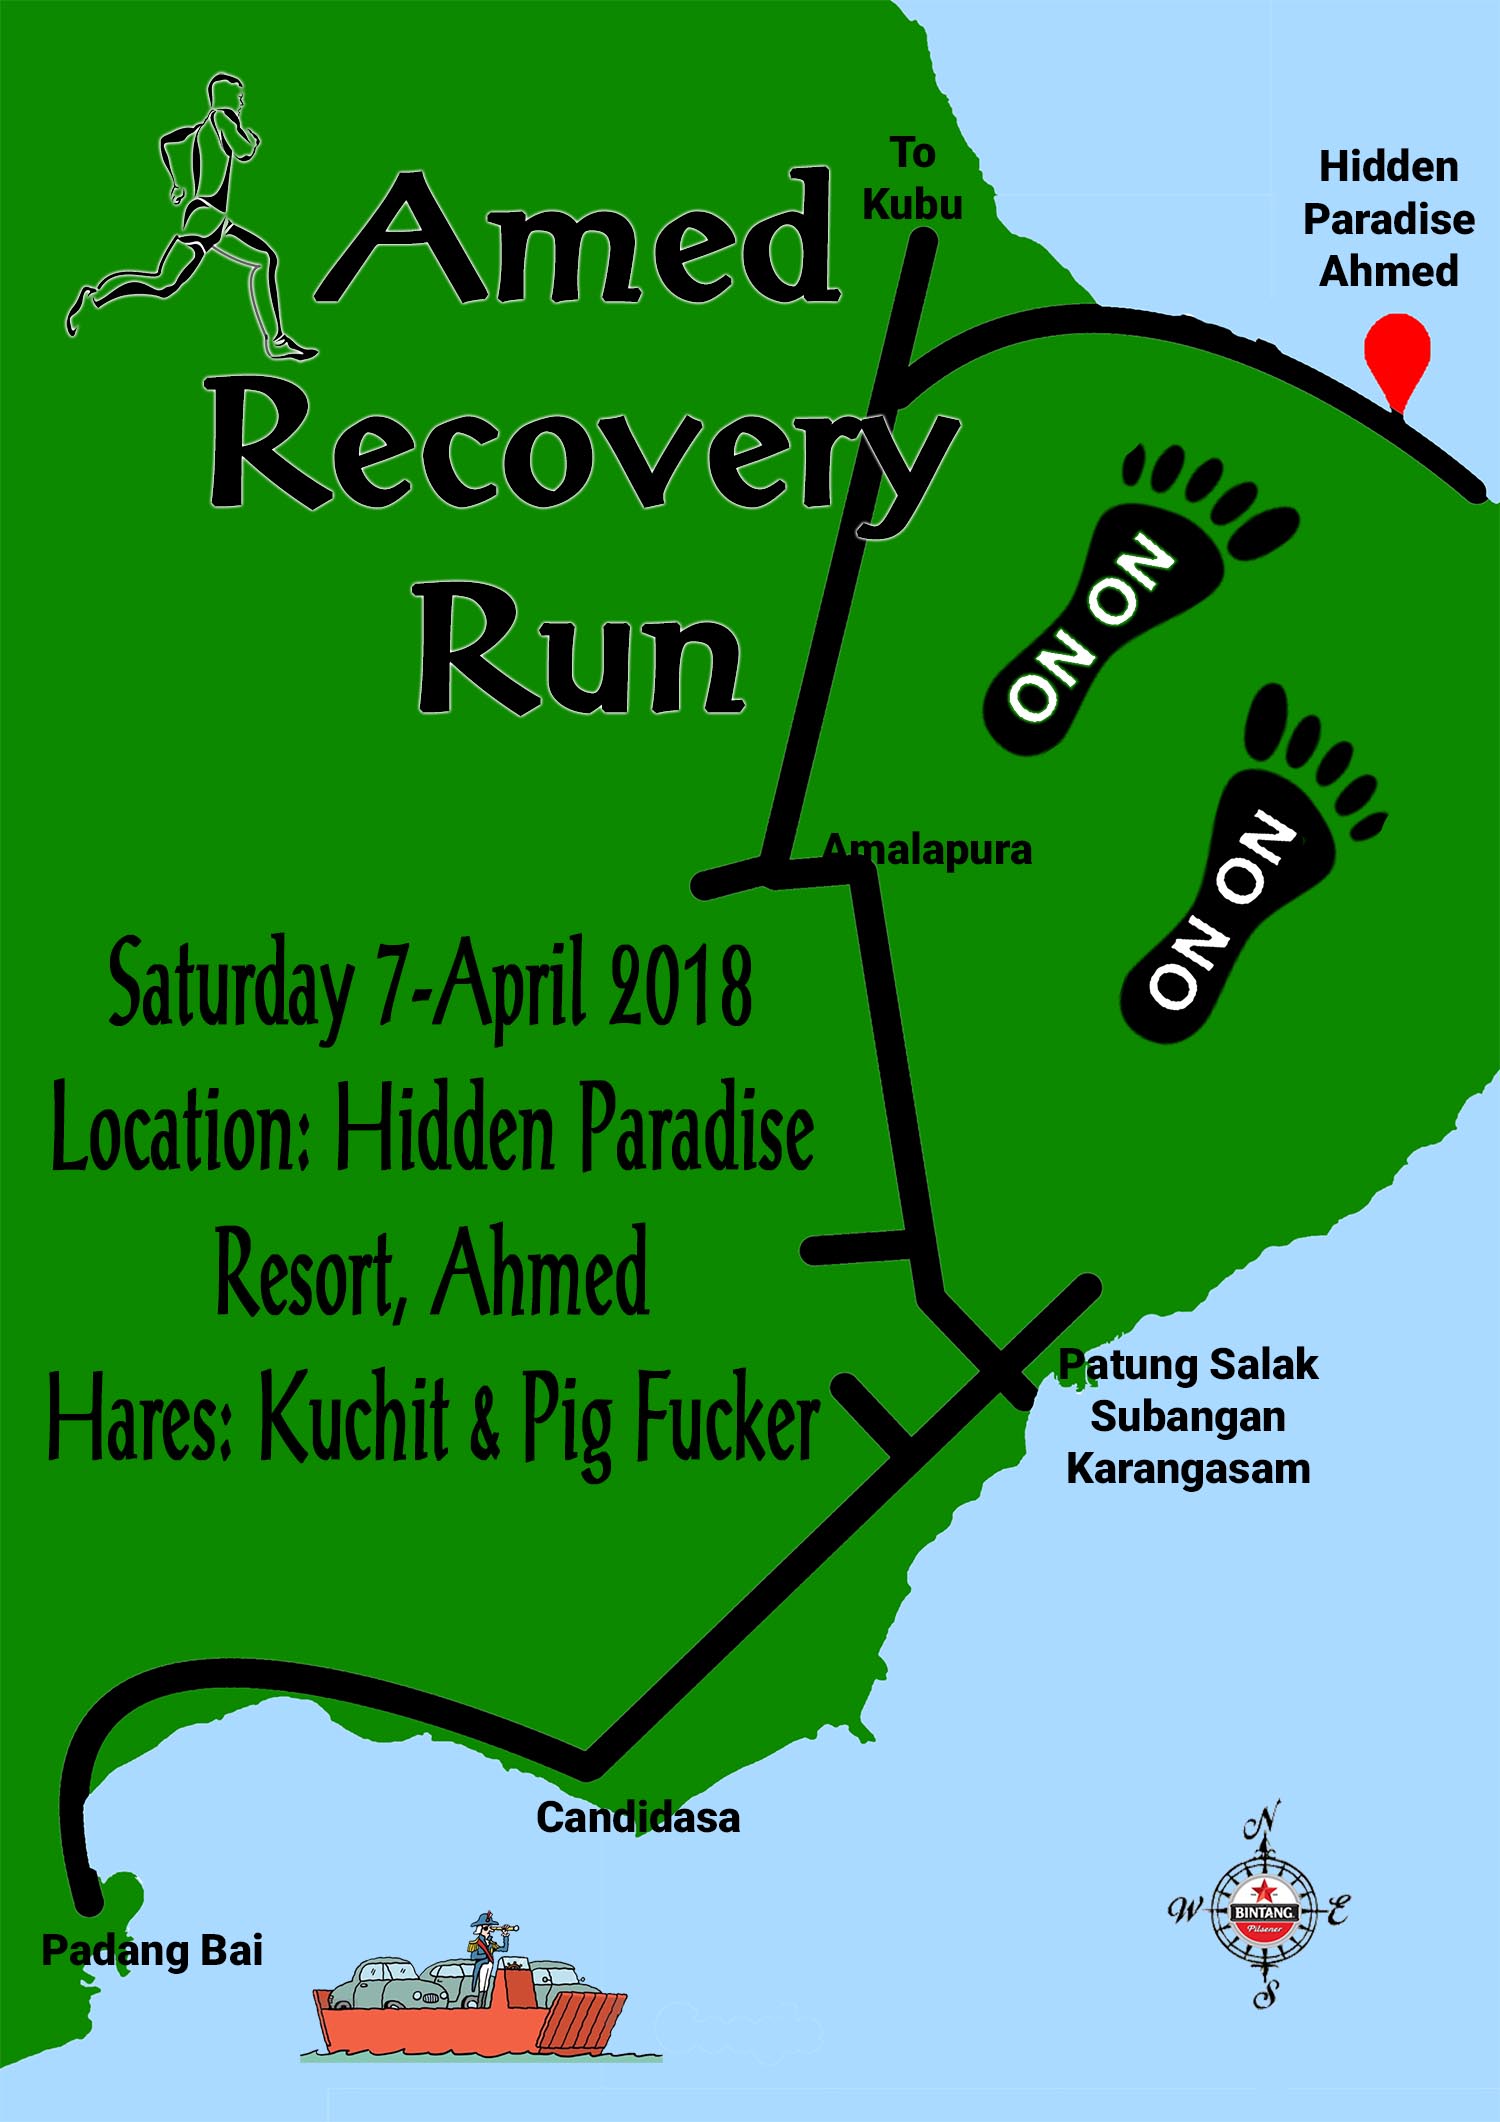 Amed
Recovery
Run
To
Kubu
Hidden
Paradise
Ahmed
ON ON
ON ON
Amalapura
Saturday 7-April 2018
Location: Hidden Paradise
Resort, Ahmed
Hares: Kuchit & Pig Fucker
Patung Salak
Subangan
Karangasam
Candidasa
Padang Bai
N
W
E
S
BINTANG
Pilsener